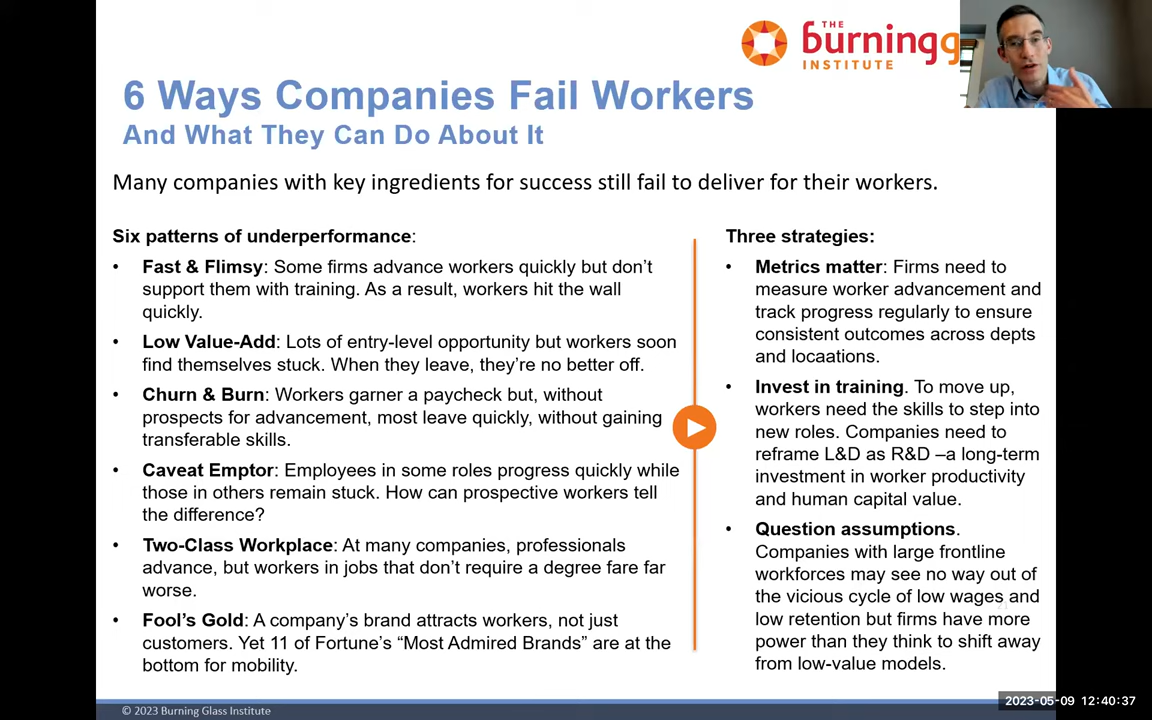 THE
burning
INSTITUTE
6 Ways Companies Fail Workers
And What They Can Do About It
Many companies with key ingredients for success still fail to deliver for their workers.
Six patterns of underperformance:
• Fast & Flimsy: Some firms advance workers quickly but don’t
support them with training. As a result, workers hit the wall
quickly.
• Low Value-Add: Lots of entry-level opportunity but workers soon
find themselves stuck. When they leave, they’re no better off.
• Churn & Burn: Workers garner a paycheck but, without
prospects for advancement, most leave quickly, without gaining
transferable skills.
• Caveat Emptor: Employees in some roles progress quickly while
those in others remain stuck. How can prospective workers tell
the difference?
• Two-Class Workplace: At many companies, professionals
advance, but workers in jobs that don’t require a degree fare far
worse.
• Fool’s Gold: A company’s brand attracts workers, not just
customers. Yet 11 of Fortune’s “Most Admired Brands” are at the
bottom for mobility.
Three strategies:
• Metrics matter: Firms need to
measure worker advancement and
track progress regularly to ensure
consistent outcomes across depts
and locaations.
• Invest in training. To move up,
workers need the skills to step into
new roles. Companies need to
reframe L&D as R&D –a long-term
investment in worker productivity
and human capital value.
• Question assumptions.
Companies with large frontline
workforces may see no way out of
the vicious cycle of low wages and
low retention but firms have more
power than they think to shift away
from low-value models.
21
© 2023 Burning Glass Institute
2023-05-09 12:40:37